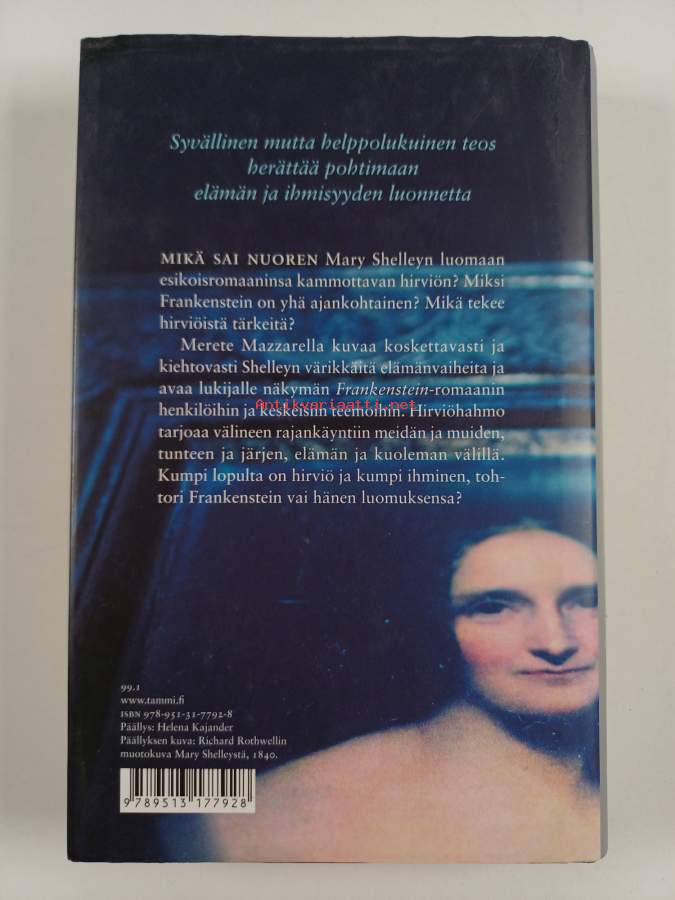 Syvällinen mutta helppolukuinen teos
herättää pohtimaan
elämän ja ihmisyyden luonnetta
MIKÄ SAI NUOREN Mary Shelleyn luomaan
esikoisromaaninsa kammottavan hirviön? Miksi
Frankenstein on yhä ajankohtainen? Mikä tekee
hirviöistä tärkeitä?
Merete Mazzarella kuvaa koskettavasti ja
kiehtovasti Shelleyn värikkäitä elämänvaiheita ja
avaa lukijalle näkymän Frankenstein-romaanin
Antikvariaatti.net
henkilöihin ja keskeisiin teemoihin. Hirviöhahmo
tarjoaa välineen rajankäyntiin meidän ja muiden,
tunteen ja järjen, elämän ja kuoleman välillä.
Kumpi lopulta on hirviö ja kumpi ihminen, toh-
tori Frankenstein vai hänen luomuksensa?
99.1
www.tammi.fi
ISBN 978-951-31-7792-8
Päällys: Helena Kajander
Päällyksen kuva: Richard Rothwellin
muotokuva Mary Shelleystä, 1840.
9 789513 177928